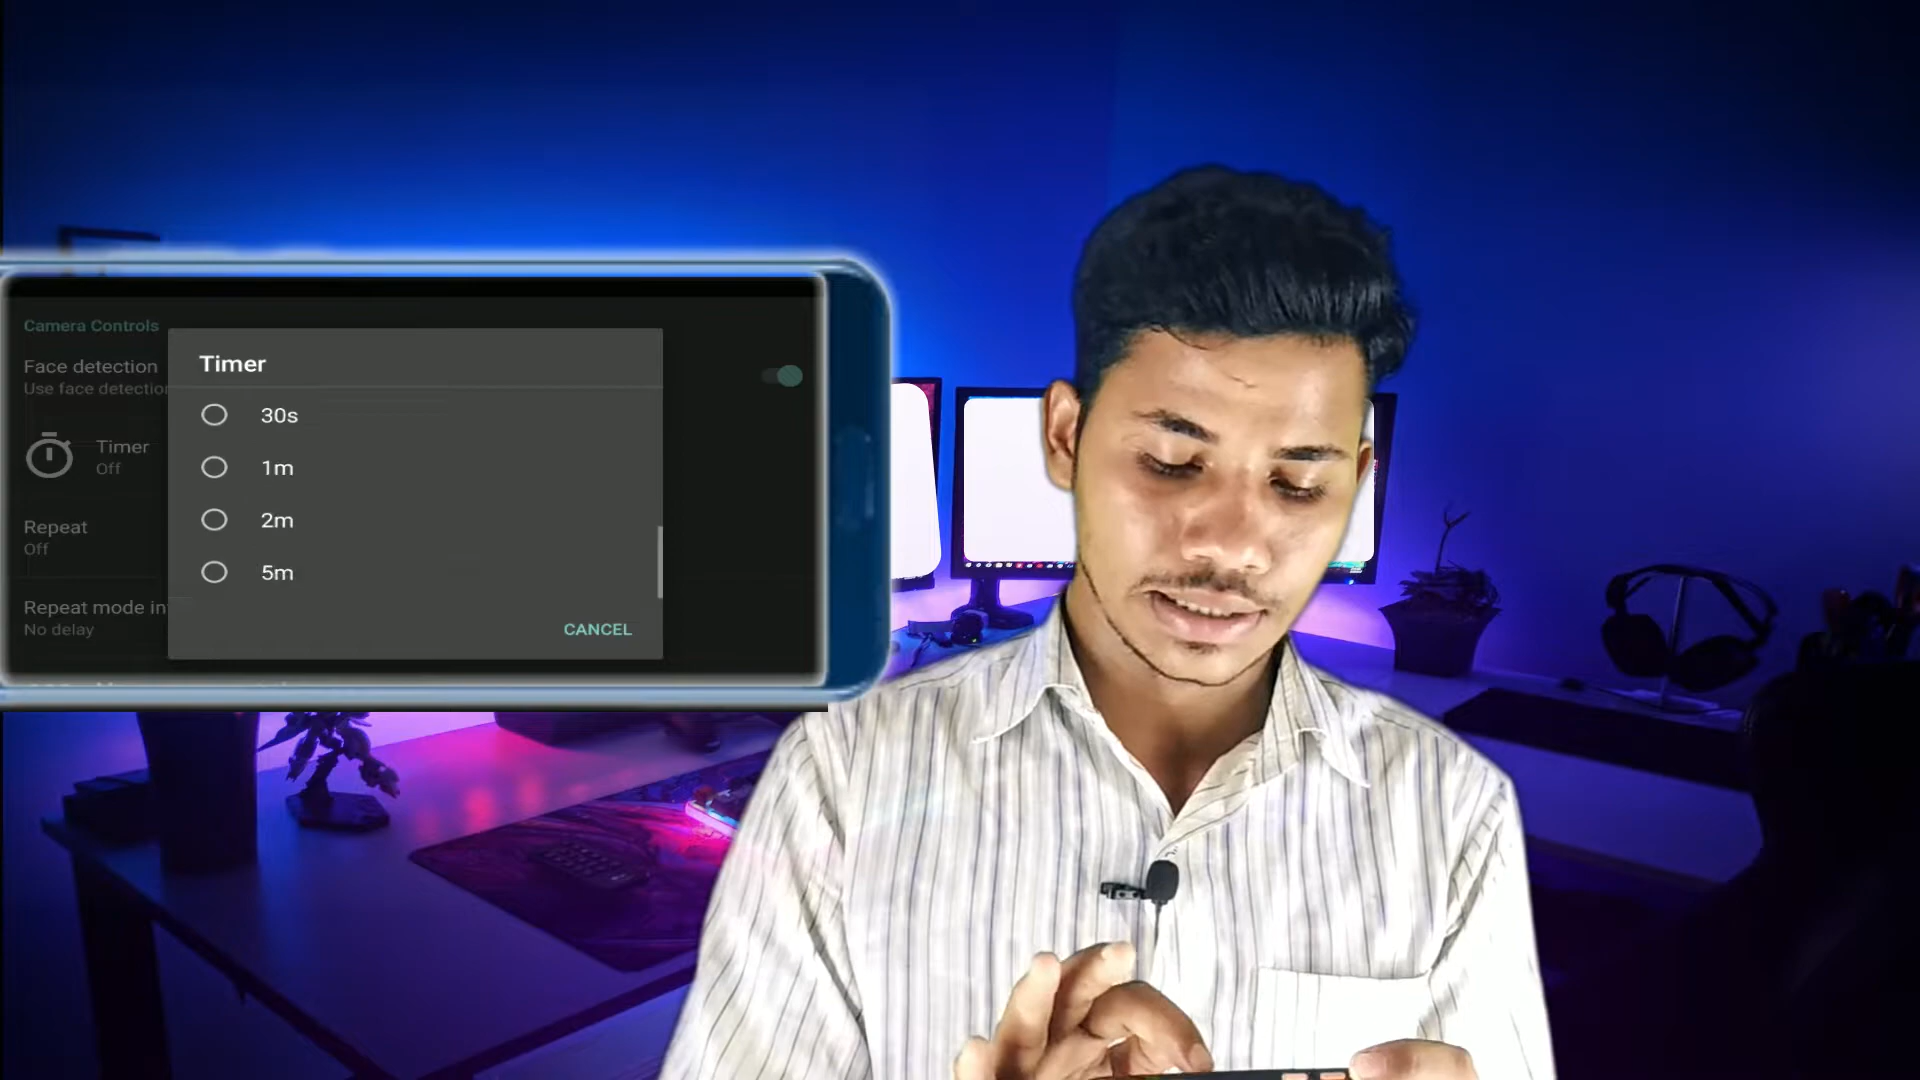 Camera Controls
Face detection
Use face detection
Timer
Off
Repeat
Off
Repeat mode in
No delay
Timer
30s
1m
2m
5m
CANCEL